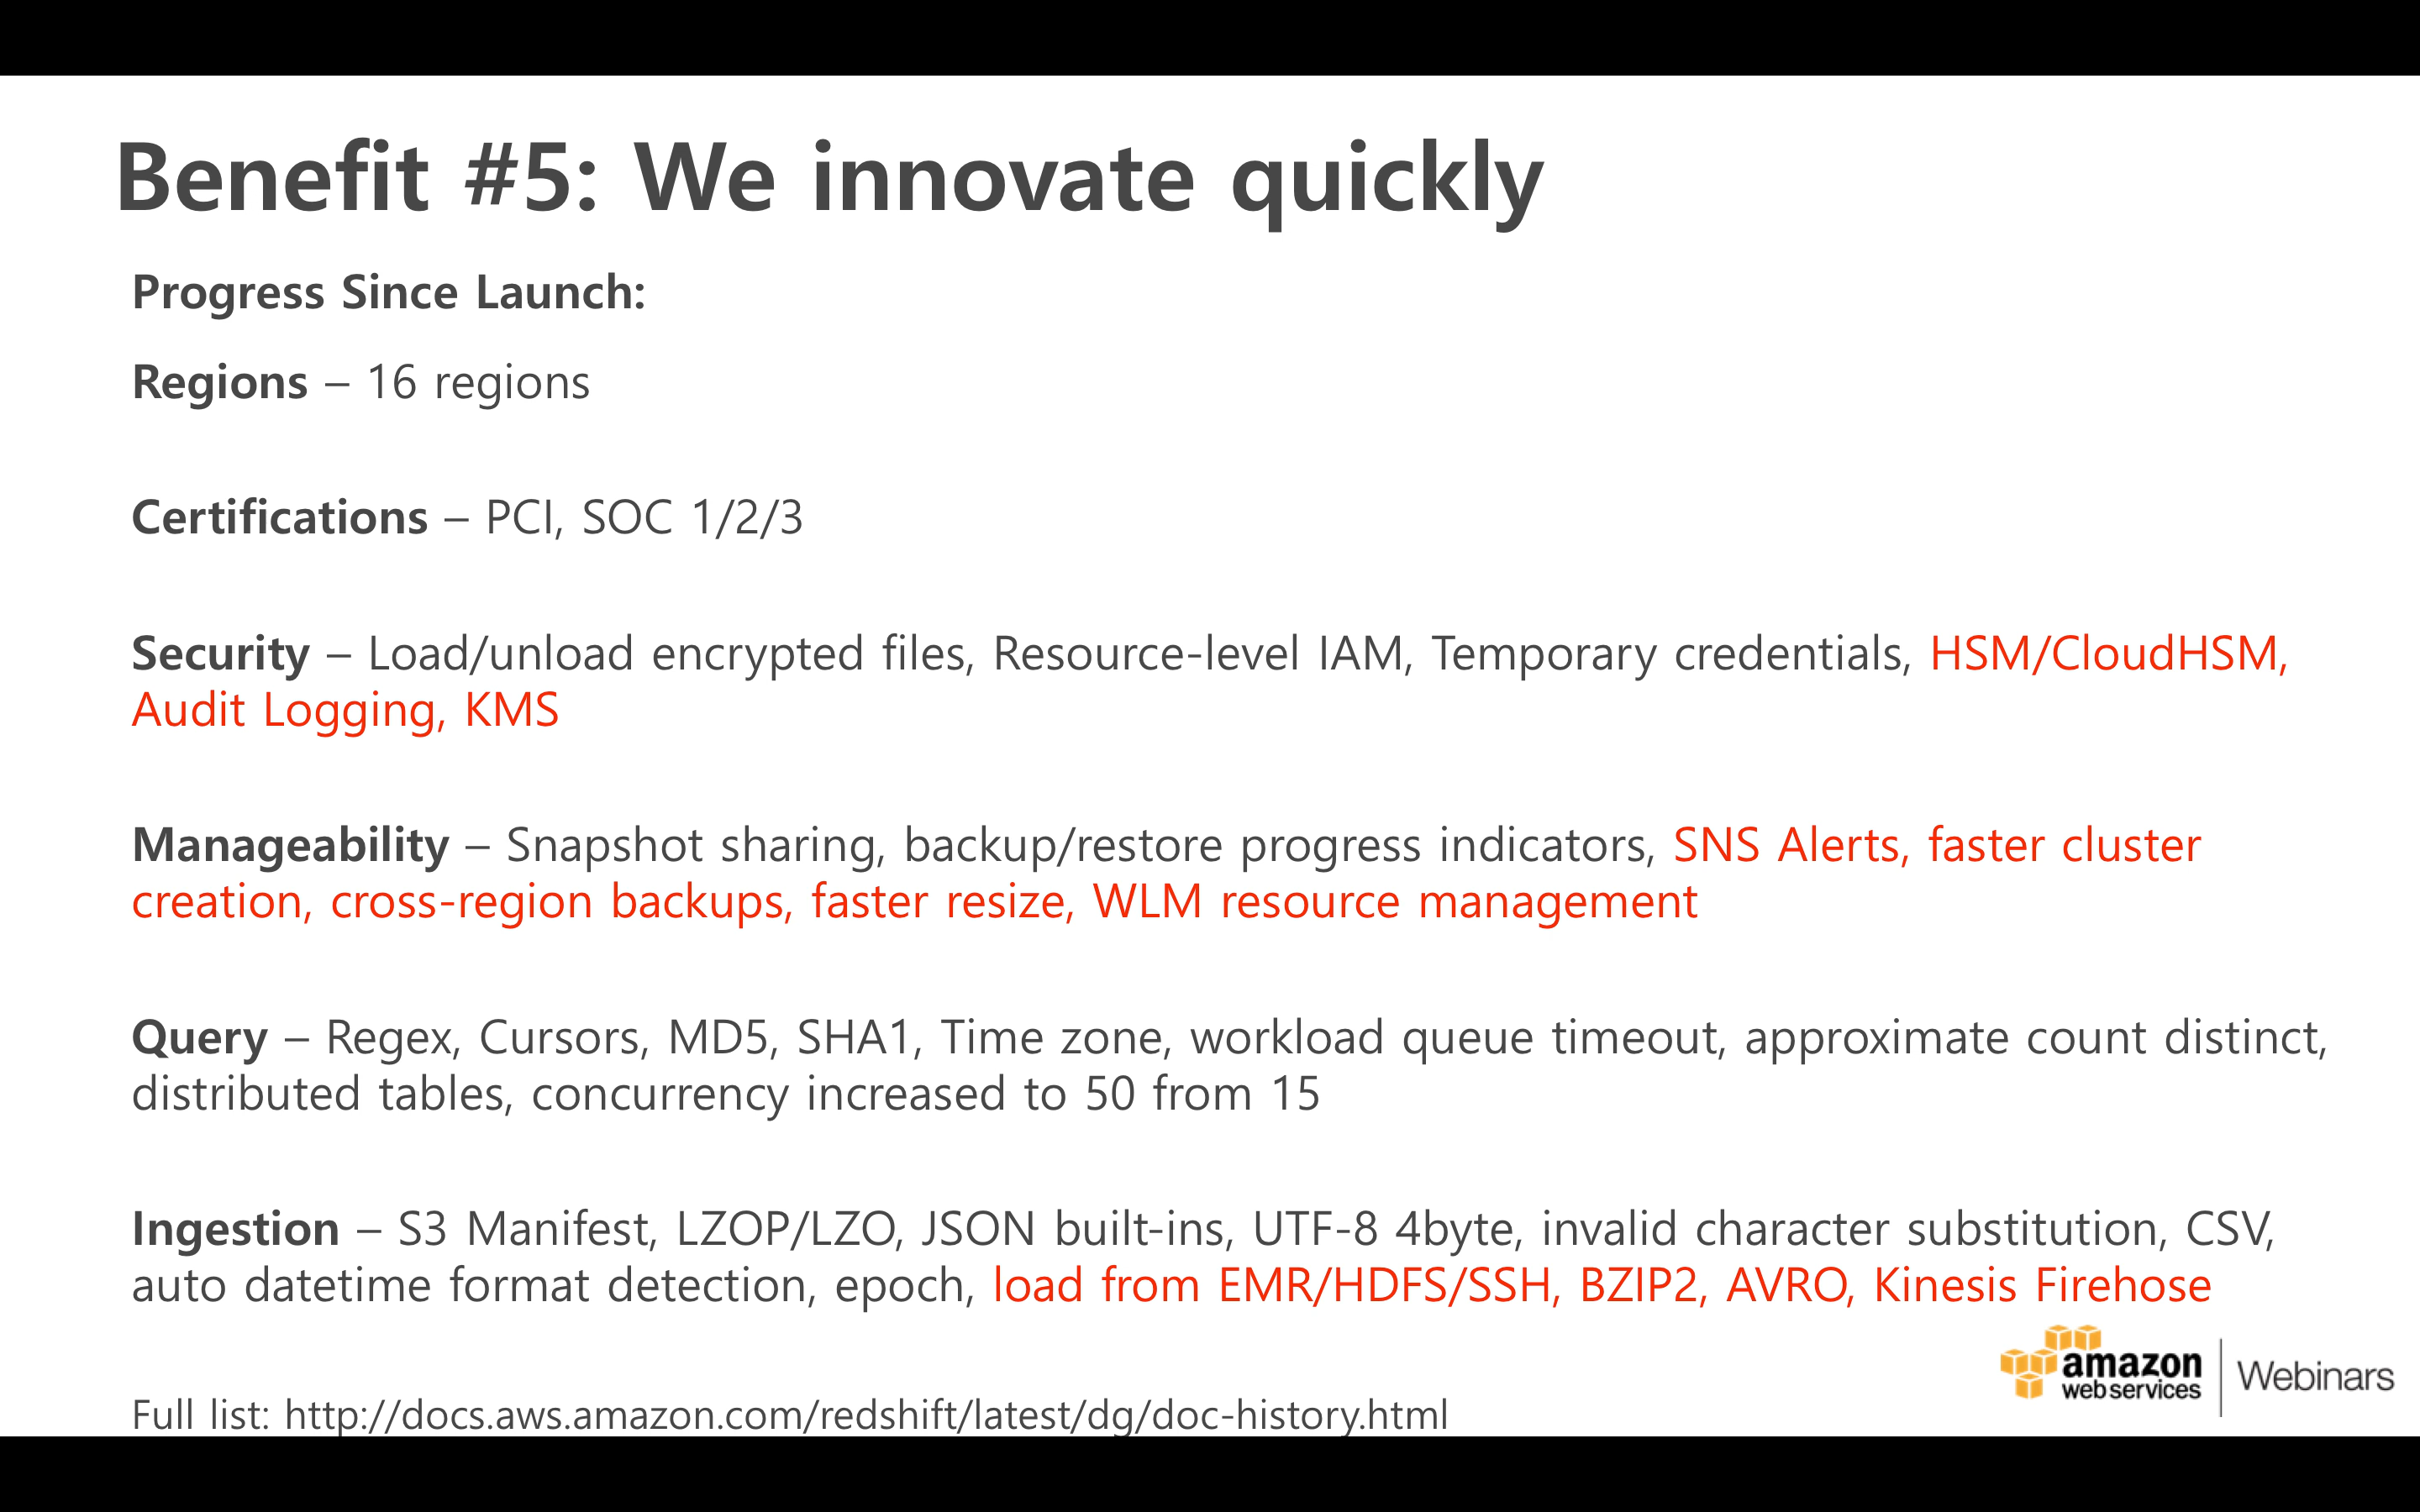 Benefit #5: We innovate quickly
Progress Since Launch:
Regions – 16 regions
Certifications – PCI, SOC 1/2/3
Security – Load/unload encrypted files, Resource-level IAM, Temporary credentials, HSM/CloudHSM,
Audit Logging, KMS
Manageability – Snapshot sharing, backup/restore progress indicators, SNS Alerts, faster cluster
creation, cross-region backups, faster resize, WLM resource management
Query – Regex, Cursors, MD5, SHA1, Time zone, workload queue timeout, approximate count distinct,
distributed tables, concurrency increased to 50 from 15
Ingestion – S3 Manifest, LZOP/LZO, JSON built-ins, UTF-8 4byte, invalid character substitution, CSV,
auto datetime format detection, epoch, load from EMR/HDFS/SSH, BZIP2, AVRO, Kinesis Firehose
amazon
webservices
Webinars
Full list: http://docs.aws.amazon.com/redshift/latest/dg/doc-history.html